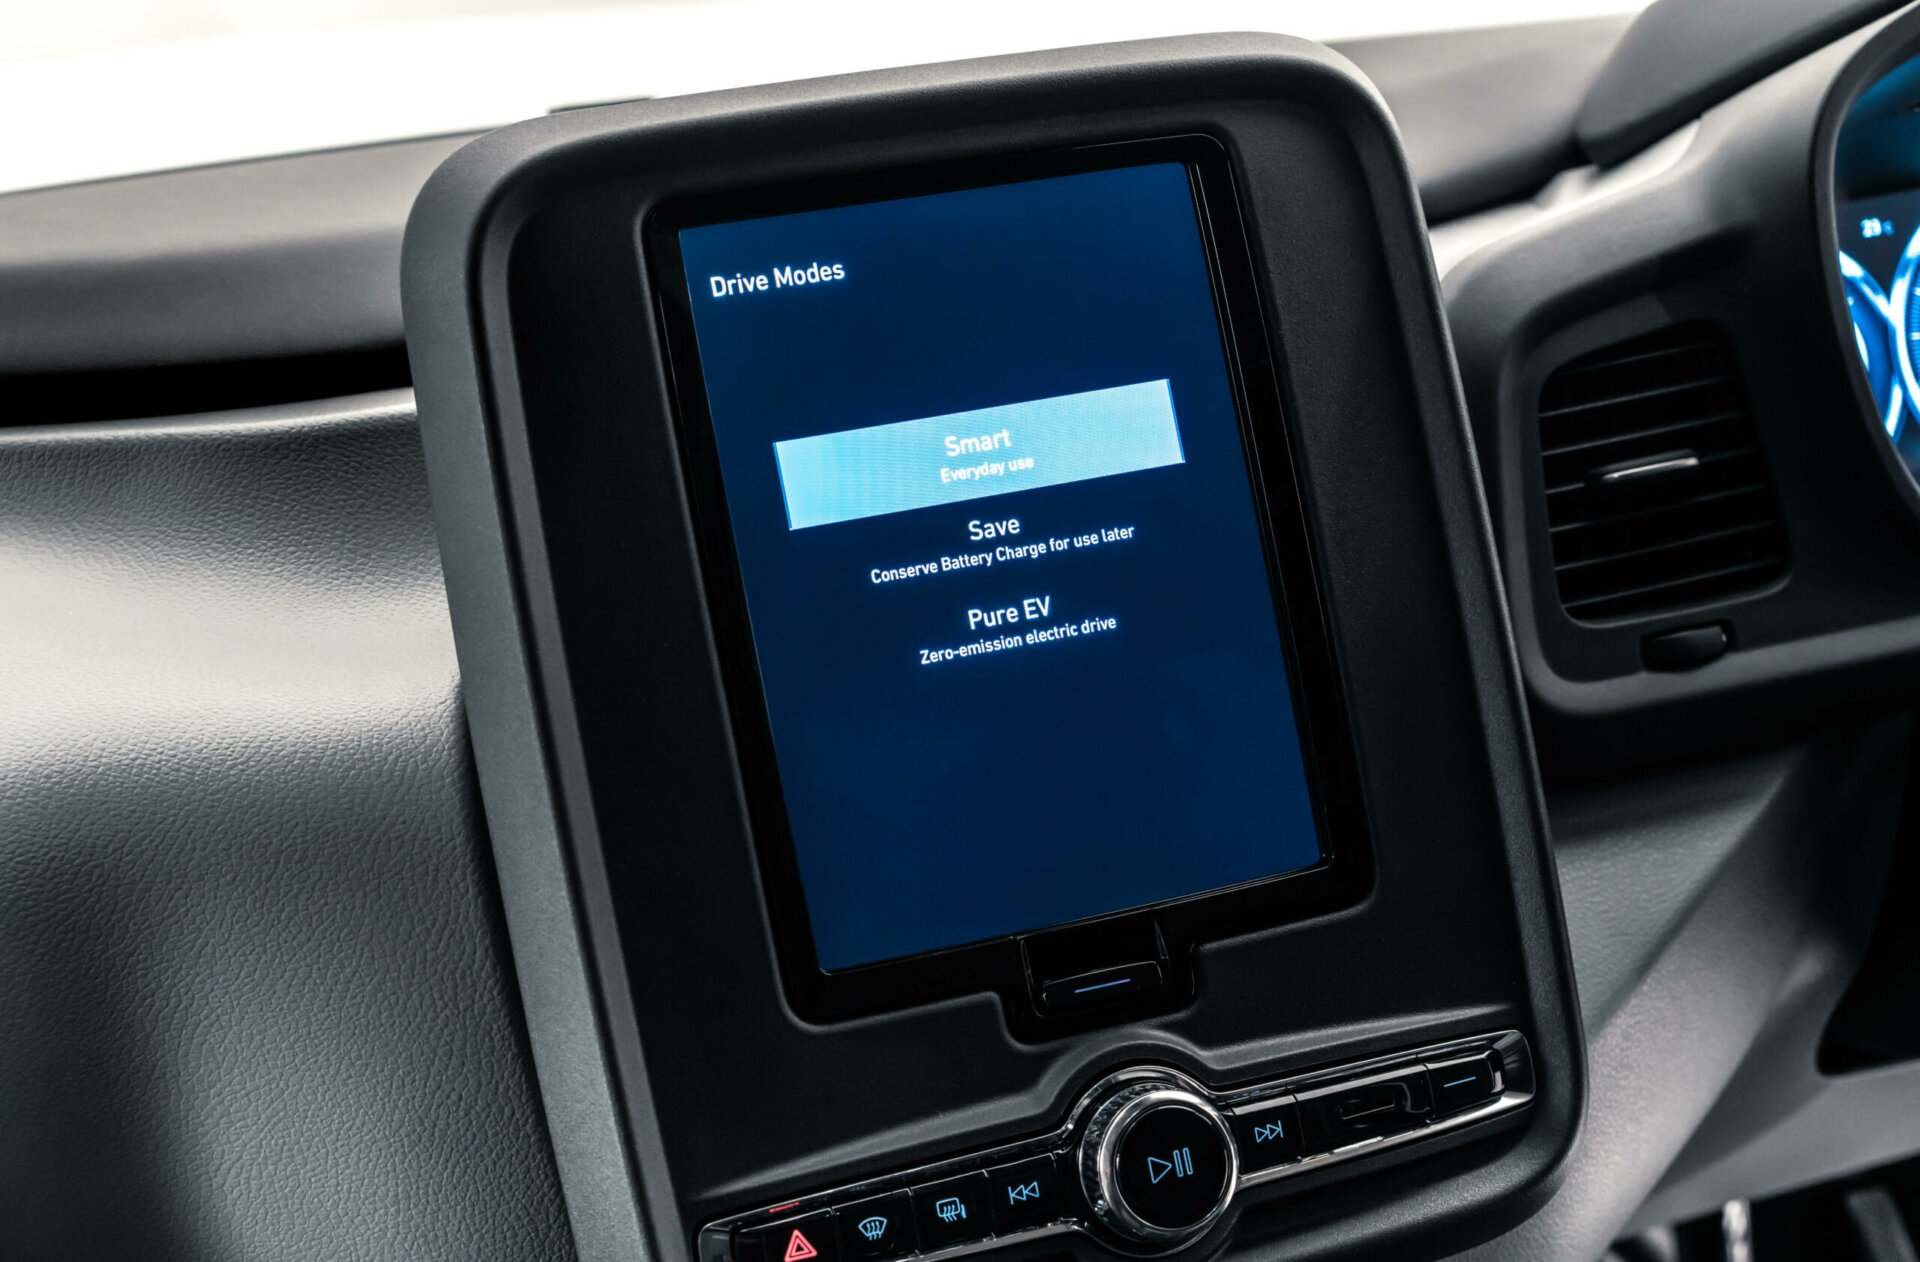 Drive Modes
Smart
Everyday use
Save
Conserve Battery Charge for use later
Pure EV
Zero-emission electric drive